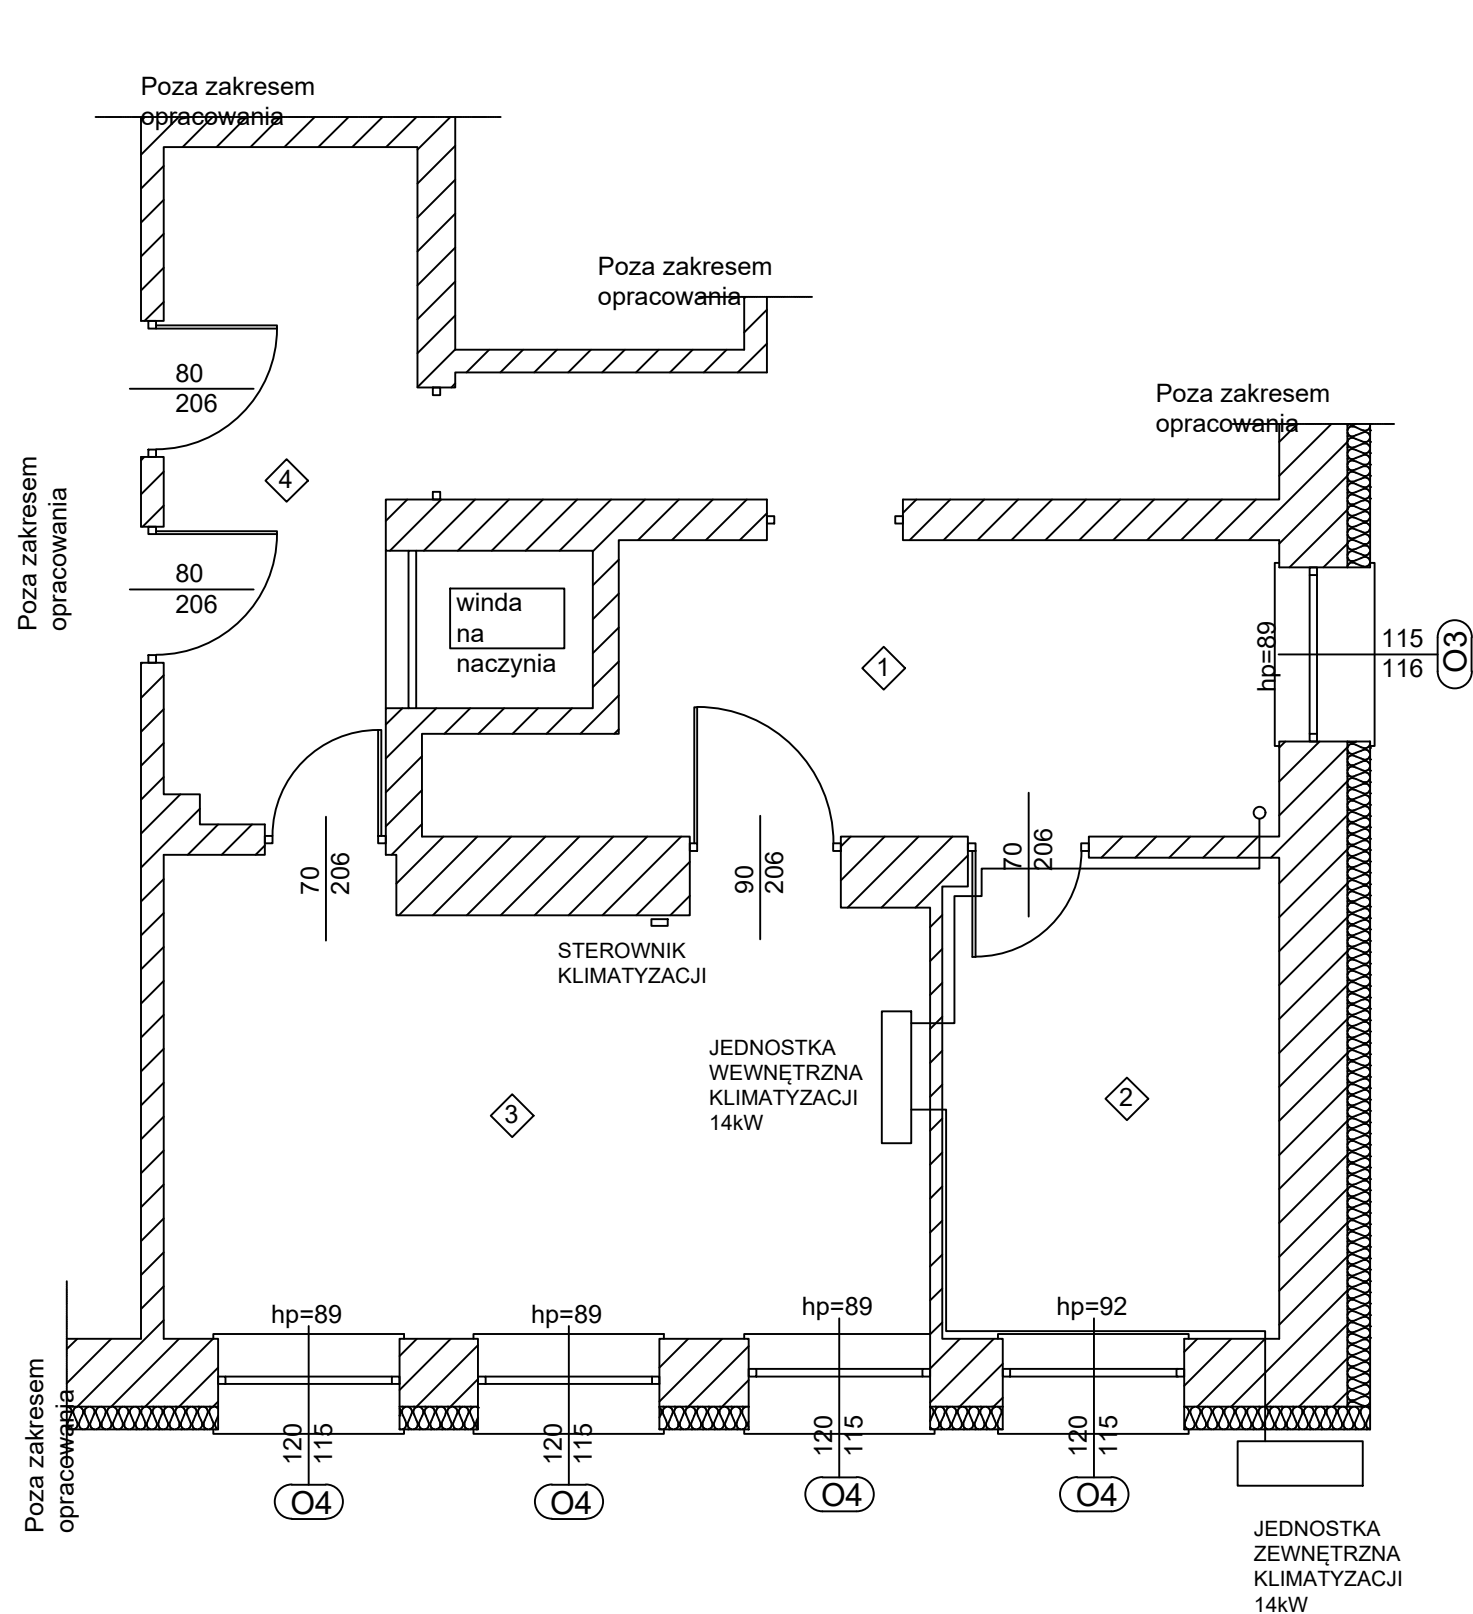 Poza zakresem
opracowania
Poza zakresem
opracowania
Poza zakresem
opracowania
80
206
4
Poza zakresem
opracowania
80
206
winda
na
naczynia
1
hp=89
115
116
O3
70
206
90
206
70
206
STEROWNIK
KLIMATYZACJI
JEDNOSTKA
WEWNĘTRZNA
KLIMATYZACJI
14kW
3
2
hp=89
hp=89
hp=89
hp=92
Poza zakresem
opracowania
120
115
120
115
120
115
120
115
O4
O4
O4
O4
JEDNOSTKA
ZEWNĘTRZNA
KLIMATYZACJI
14kW